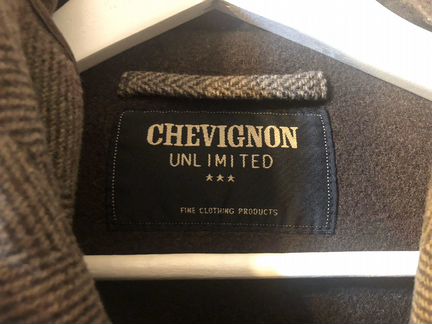 CHEVIGNON
UNLIMITED
★★★
FINE CLOTHING PRODUCTS